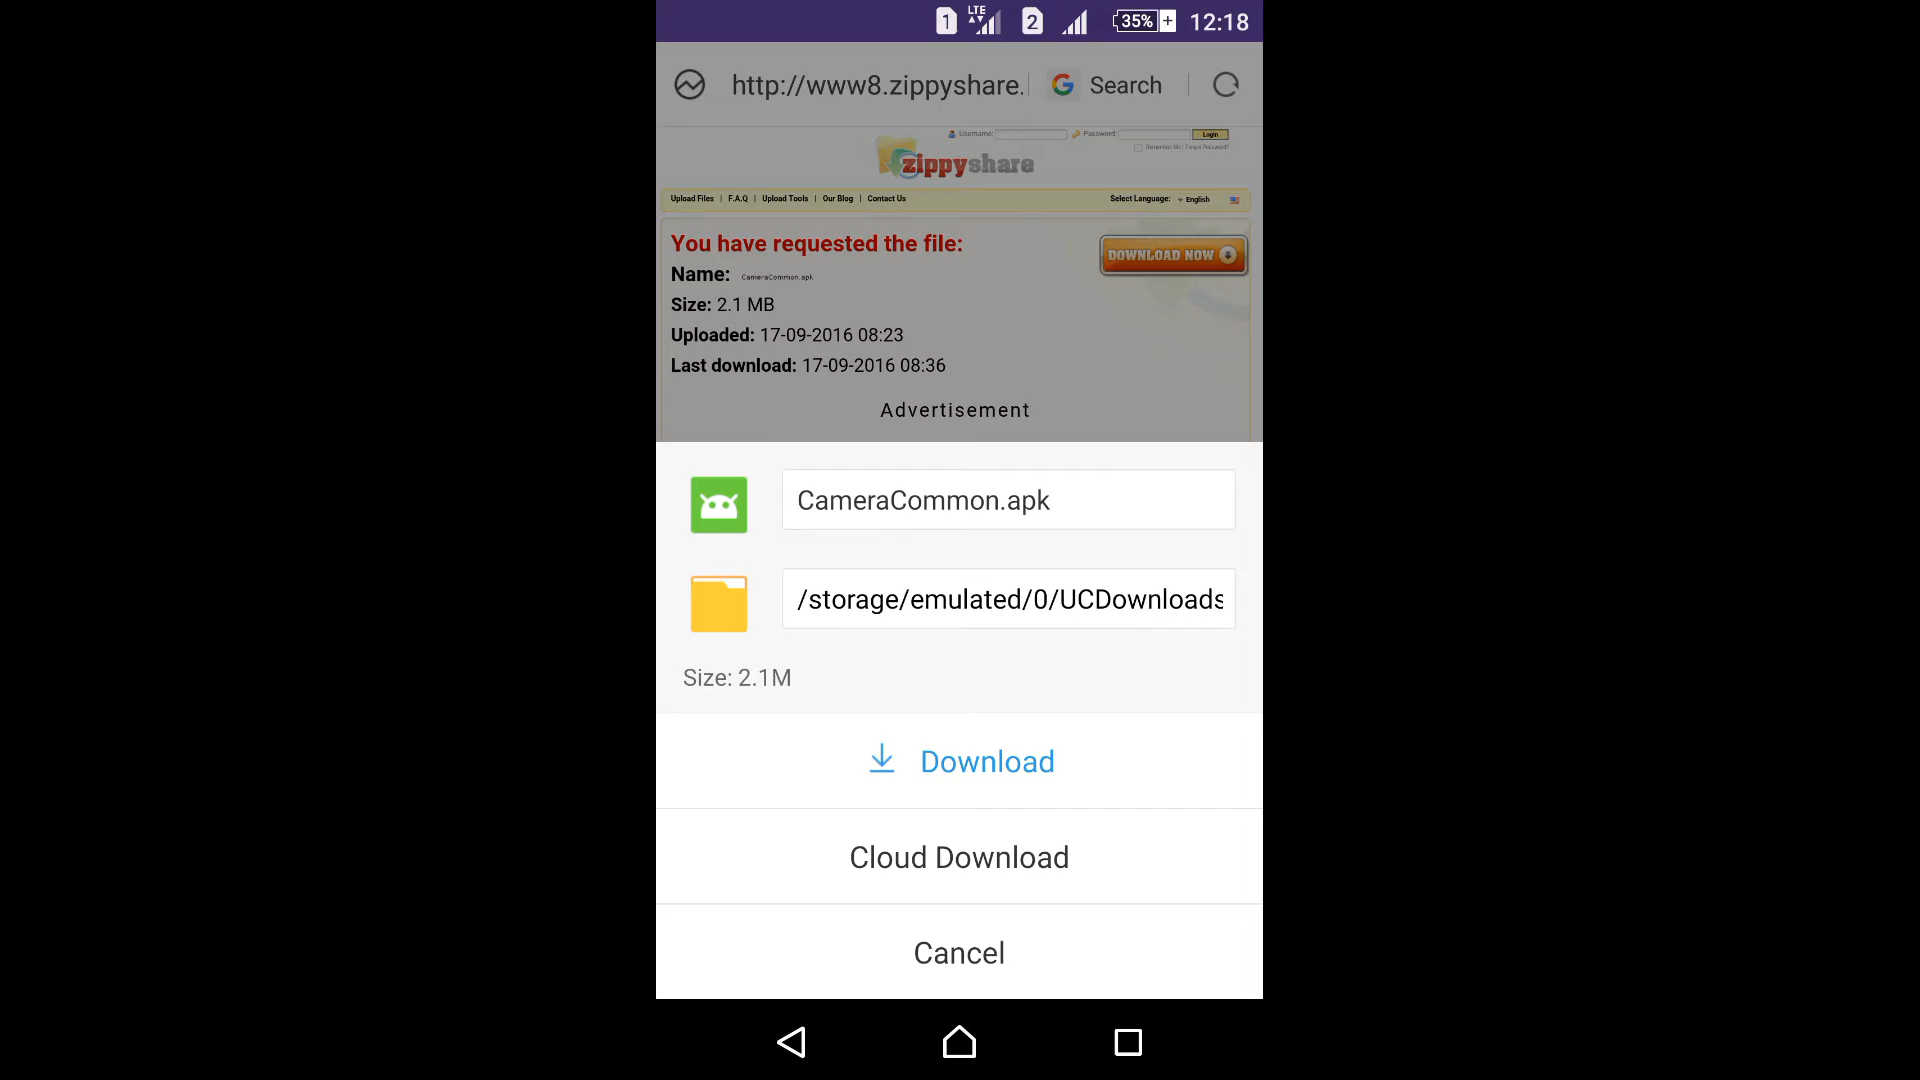 1 LTE 2 35% 12:18
http://www8.zippyshare. Search
Username: Password: Login
Remember Me | Forgot Password?
zippyshare
Upload Files | F.A.Q | Upload Tools | Our Blog | Contact Us Select Language: English
You have requested the file:
DOWNLOAD NOW
Name: CameraCommon.apk
Size: 2.1 MB
Uploaded: 17-09-2016 08:23
Last download: 17-09-2016 08:36
Advertisement
CameraCommon.apk
/storage/emulated/0/UCDownloads
Size: 2.1M
Download
Cloud Download
Cancel